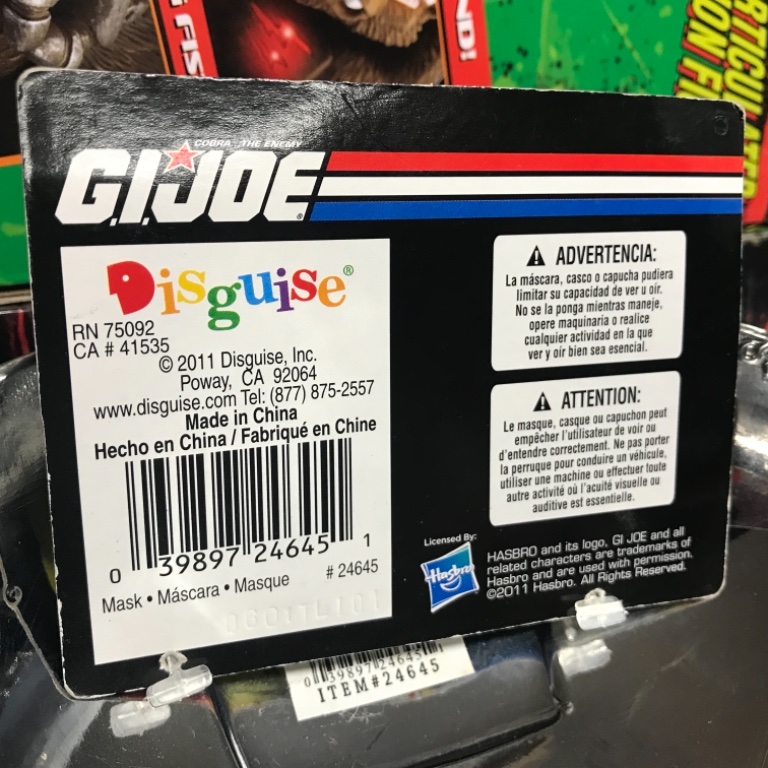 COBRA THE ENEMY
G.I.JOE®
Disguise®
RN 75092
CA # 41535
© 2011 Disguise, Inc.
Poway, CA 92064
www.disguise.com Tel: (877) 875-2557
Made in China
Hecho en China / Fabriqué en Chine
0 39897 24645 1
Mask • Máscara • Masque # 24645
ADVERTENCIA:
La máscara, casco o capucha pudiera
limitar su capacidad de ver u oír.
No se la ponga mientras maneje,
opere maquinaria o realice
cualquier actividad en la que
ver y oír bien sea esencial.
ATTENTION:
Le masque, casque ou capuchon peut
empêcher l'utilisateur de voir ou
d'entendre correctement. Ne pas porter
la perruque pour conduire un véhicule,
utiliser une machine ou effectuer toute
autre activité où l'acuité visuelle ou
auditive est essentielle.
Licensed By:
Hasbro
HASBRO and its logo, GI JOE and all
related characters are trademarks of
Hasbro and are used with permission.
©2011 Hasbro. All Rights Reserved.
ITEM#24645